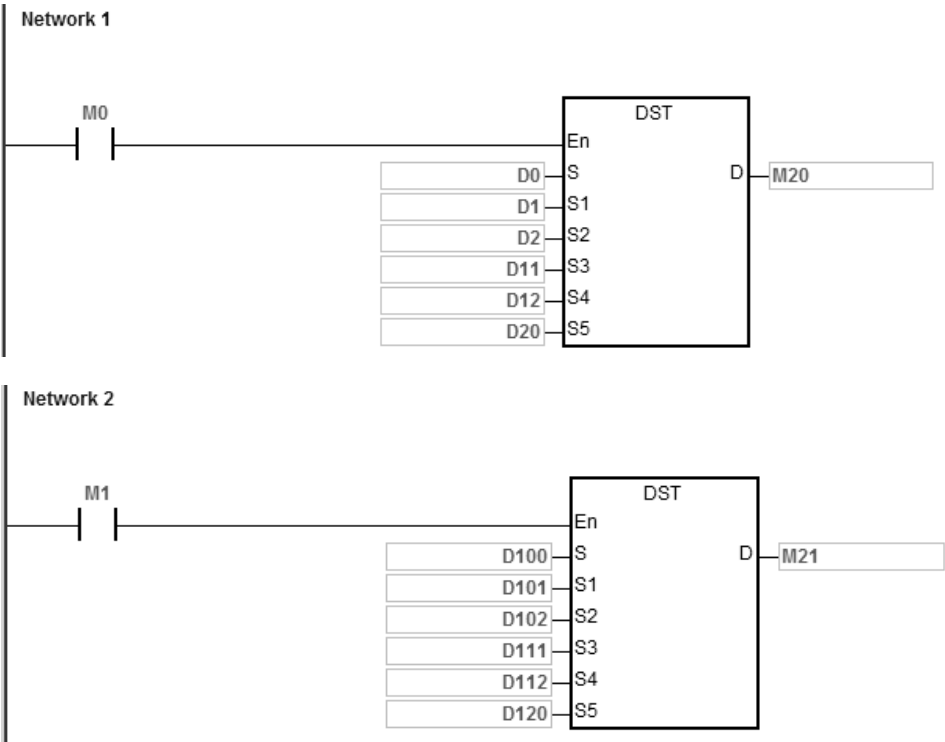 Network 1
M0
DST
En
D0 S D M20
D1 S1
D2 S2
D11 S3
D12 S4
D20 S5
Network 2
M1
DST
En
D100 S D M21
D101 S1
D102 S2
D111 S3
D112 S4
D120 S5